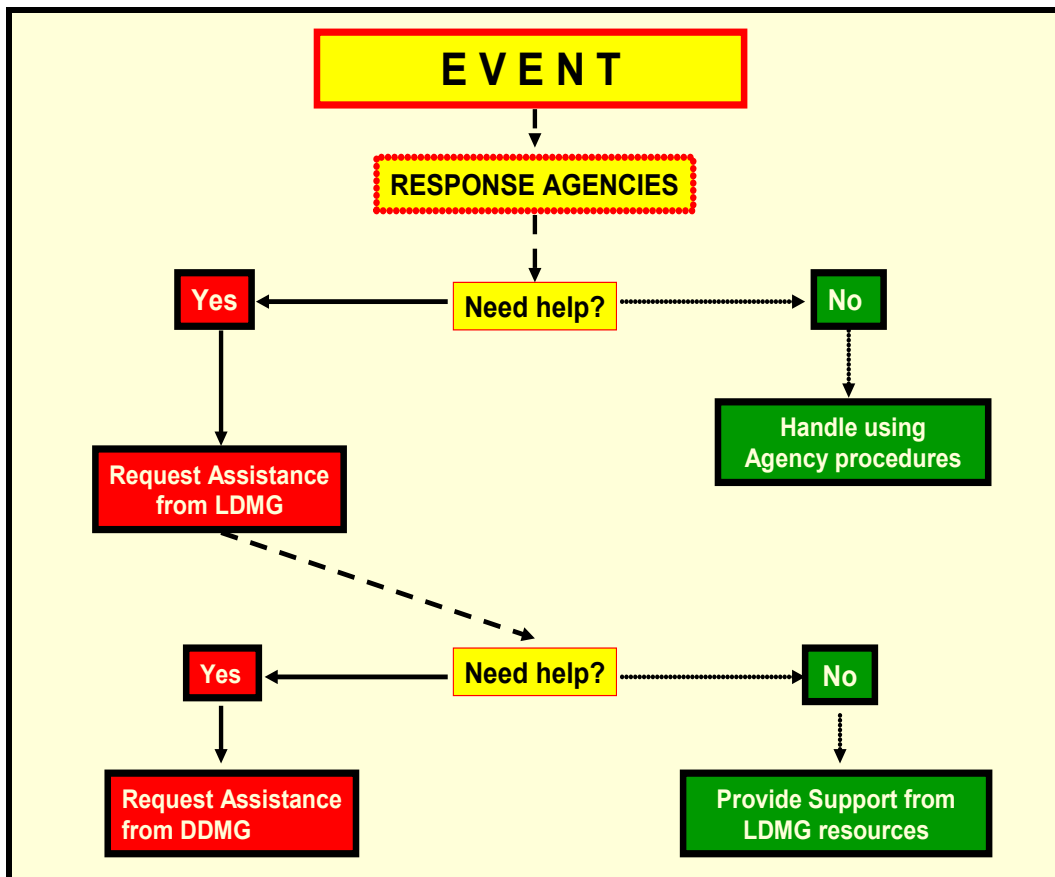 E V E N T
RESPONSE AGENCIES
Yes
Need help?
No
Handle using
Agency procedures
Request Assistance
from LDMG
Yes
Need help?
No
Request Assistance
from DDMG
Provide Support from
LDMG resources